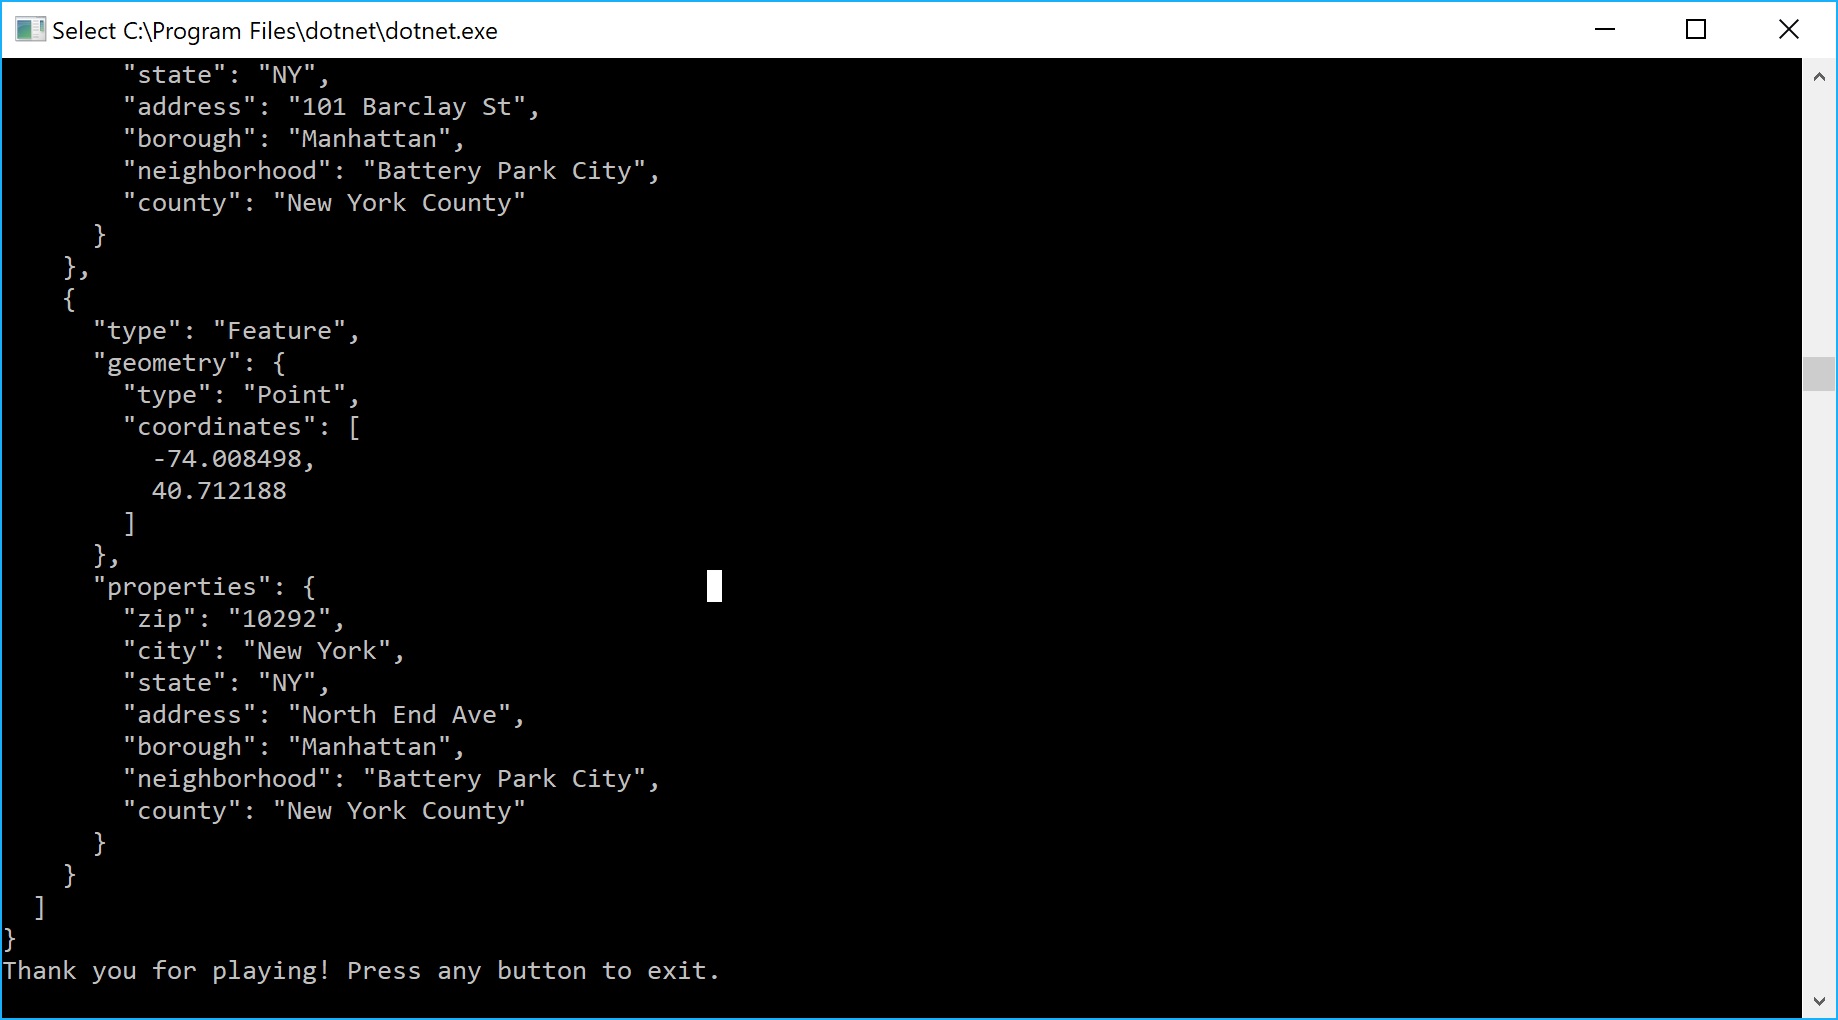 Select C:\Program Files\dotnet\dotnet.exe
        "state": "NY",
        "address": "101 Barclay St",
        "borough": "Manhattan",
        "neighborhood": "Battery Park City",
        "county": "New York County"
      }
    },
    {
      "type": "Feature",
      "geometry": {
        "type": "Point",
        "coordinates": [
          -74.008498,
          40.712188
        ]
      },
      "properties": {
        "zip": "10292",
        "city": "New York",
        "state": "NY",
        "address": "North End Ave",
        "borough": "Manhattan",
        "neighborhood": "Battery Park City",
        "county": "New York County"
      }
    }
  ]
}
Thank you for playing! Press any button to exit.